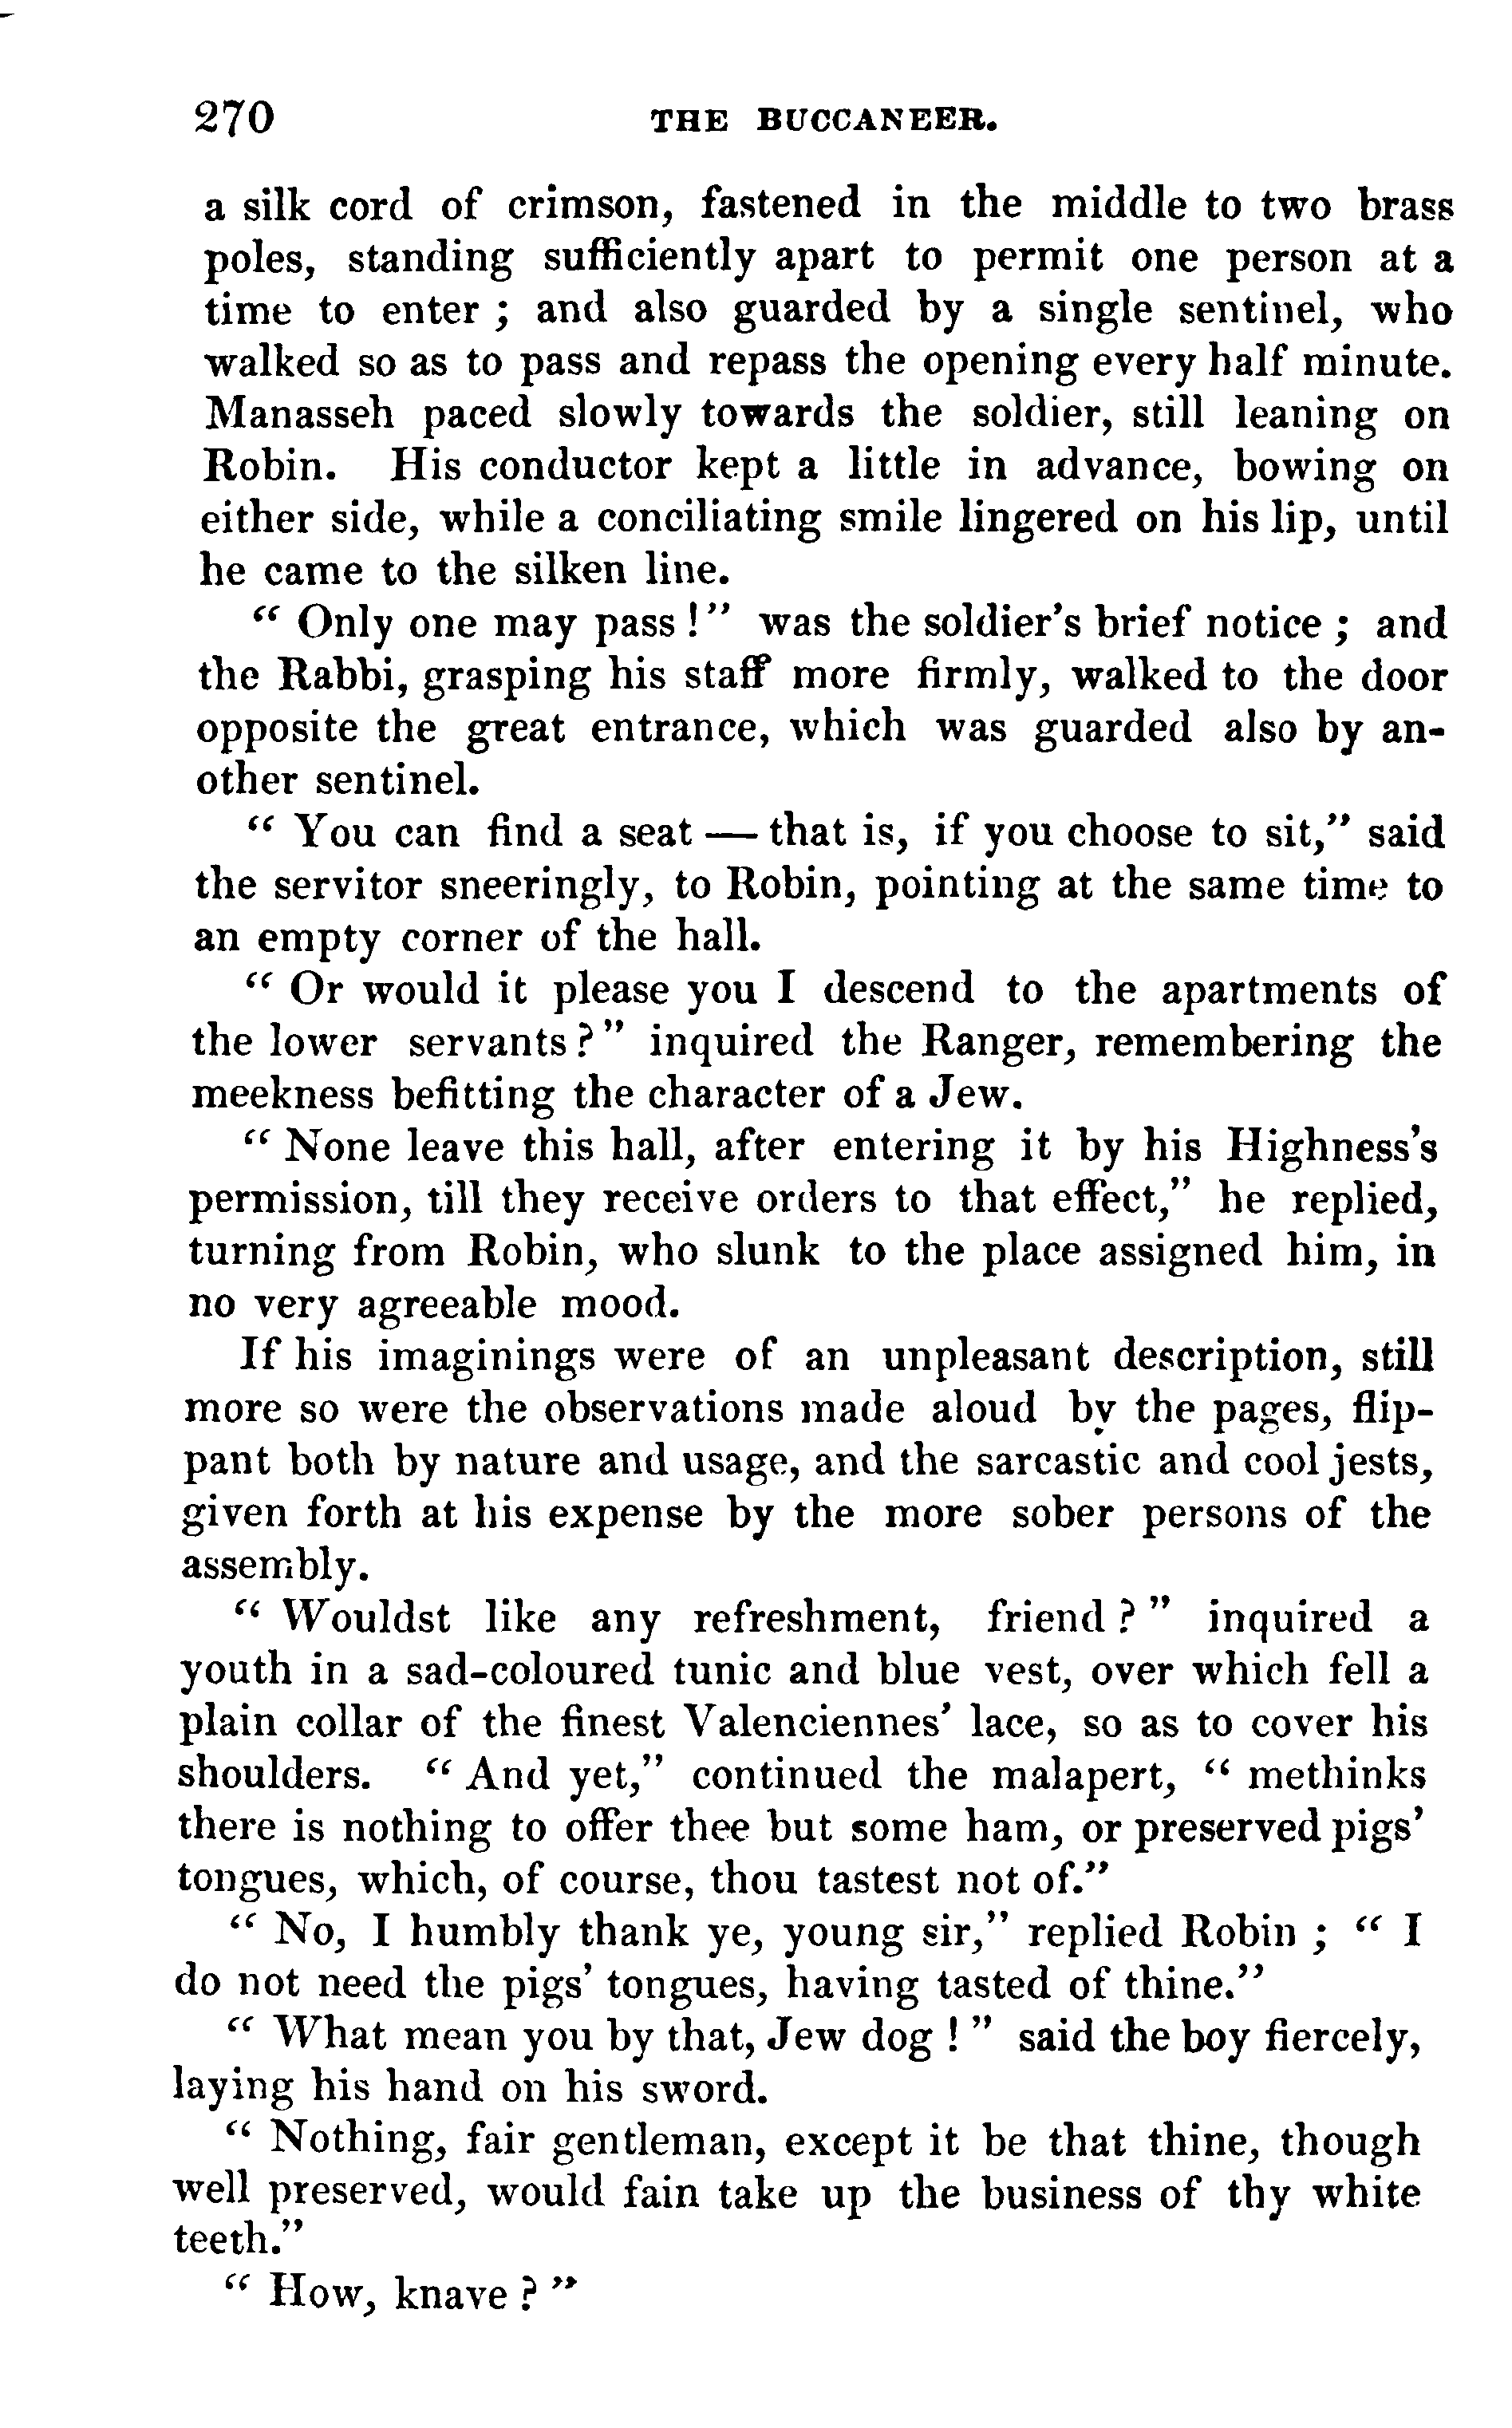 270 THE BUCCANEER.
a silk cord of crimson, fastened in the middle to two brass
poles, standing sufficiently apart to permit one person at a
time to enter ; and also guarded by a single sentinel, who
walked so as to pass and repass the opening every half minute.
Manasseh paced slowly towards the soldier, still leaning on
Robin. His conductor kept a little in advance, bowing on
either side, while a conciliating smile lingered on his lip, until
he came to the silken line.
“ Only one may pass ! ” was the soldier's brief notice ; and
the Rabbi, grasping his staff more firmly, walked to the door
opposite the great entrance, which was guarded also by an-
other sentinel.
“ You can find a seat — that is, if you choose to sit,” said
the servitor sneeringly, to Robin, pointing at the same time to
an empty corner of the hall.
“ Or would it please you I descend to the apartments of
the lower servants ? ” inquired the Ranger, remembering the
meekness befitting the character of a Jew.
“ None leave this hall, after entering it by his Highness's
permission, till they receive orders to that effect,” he replied,
turning from Robin, who slunk to the place assigned him, in
no very agreeable mood.
If his imaginings were of an unpleasant description, still
more so were the observations made aloud by the pages, flip-
pant both by nature and usage, and the sarcastic and cool jests,
given forth at his expense by the more sober persons of the
assembly.
“ Wouldst like any refreshment, friend ? ” inquired a
youth in a sad-coloured tunic and blue vest, over which fell a
plain collar of the finest Valenciennes' lace, so as to cover his
shoulders. “ And yet,” continued the malapert, “ methinks
there is nothing to offer thee but some ham, or preserved pigs'
tongues, which, of course, thou tastest not of.”
“ No, I humbly thank ye, young sir,” replied Robin ; “ I
do not need the pigs' tongues, having tasted of thine.”
“ What mean you by that, Jew dog ! ” said the boy fiercely,
laying his hand on his sword.
“ Nothing, fair gentleman, except it be that thine, though
well preserved, would fain take up the business of thy white
teeth.”
“ How, knave ? ”